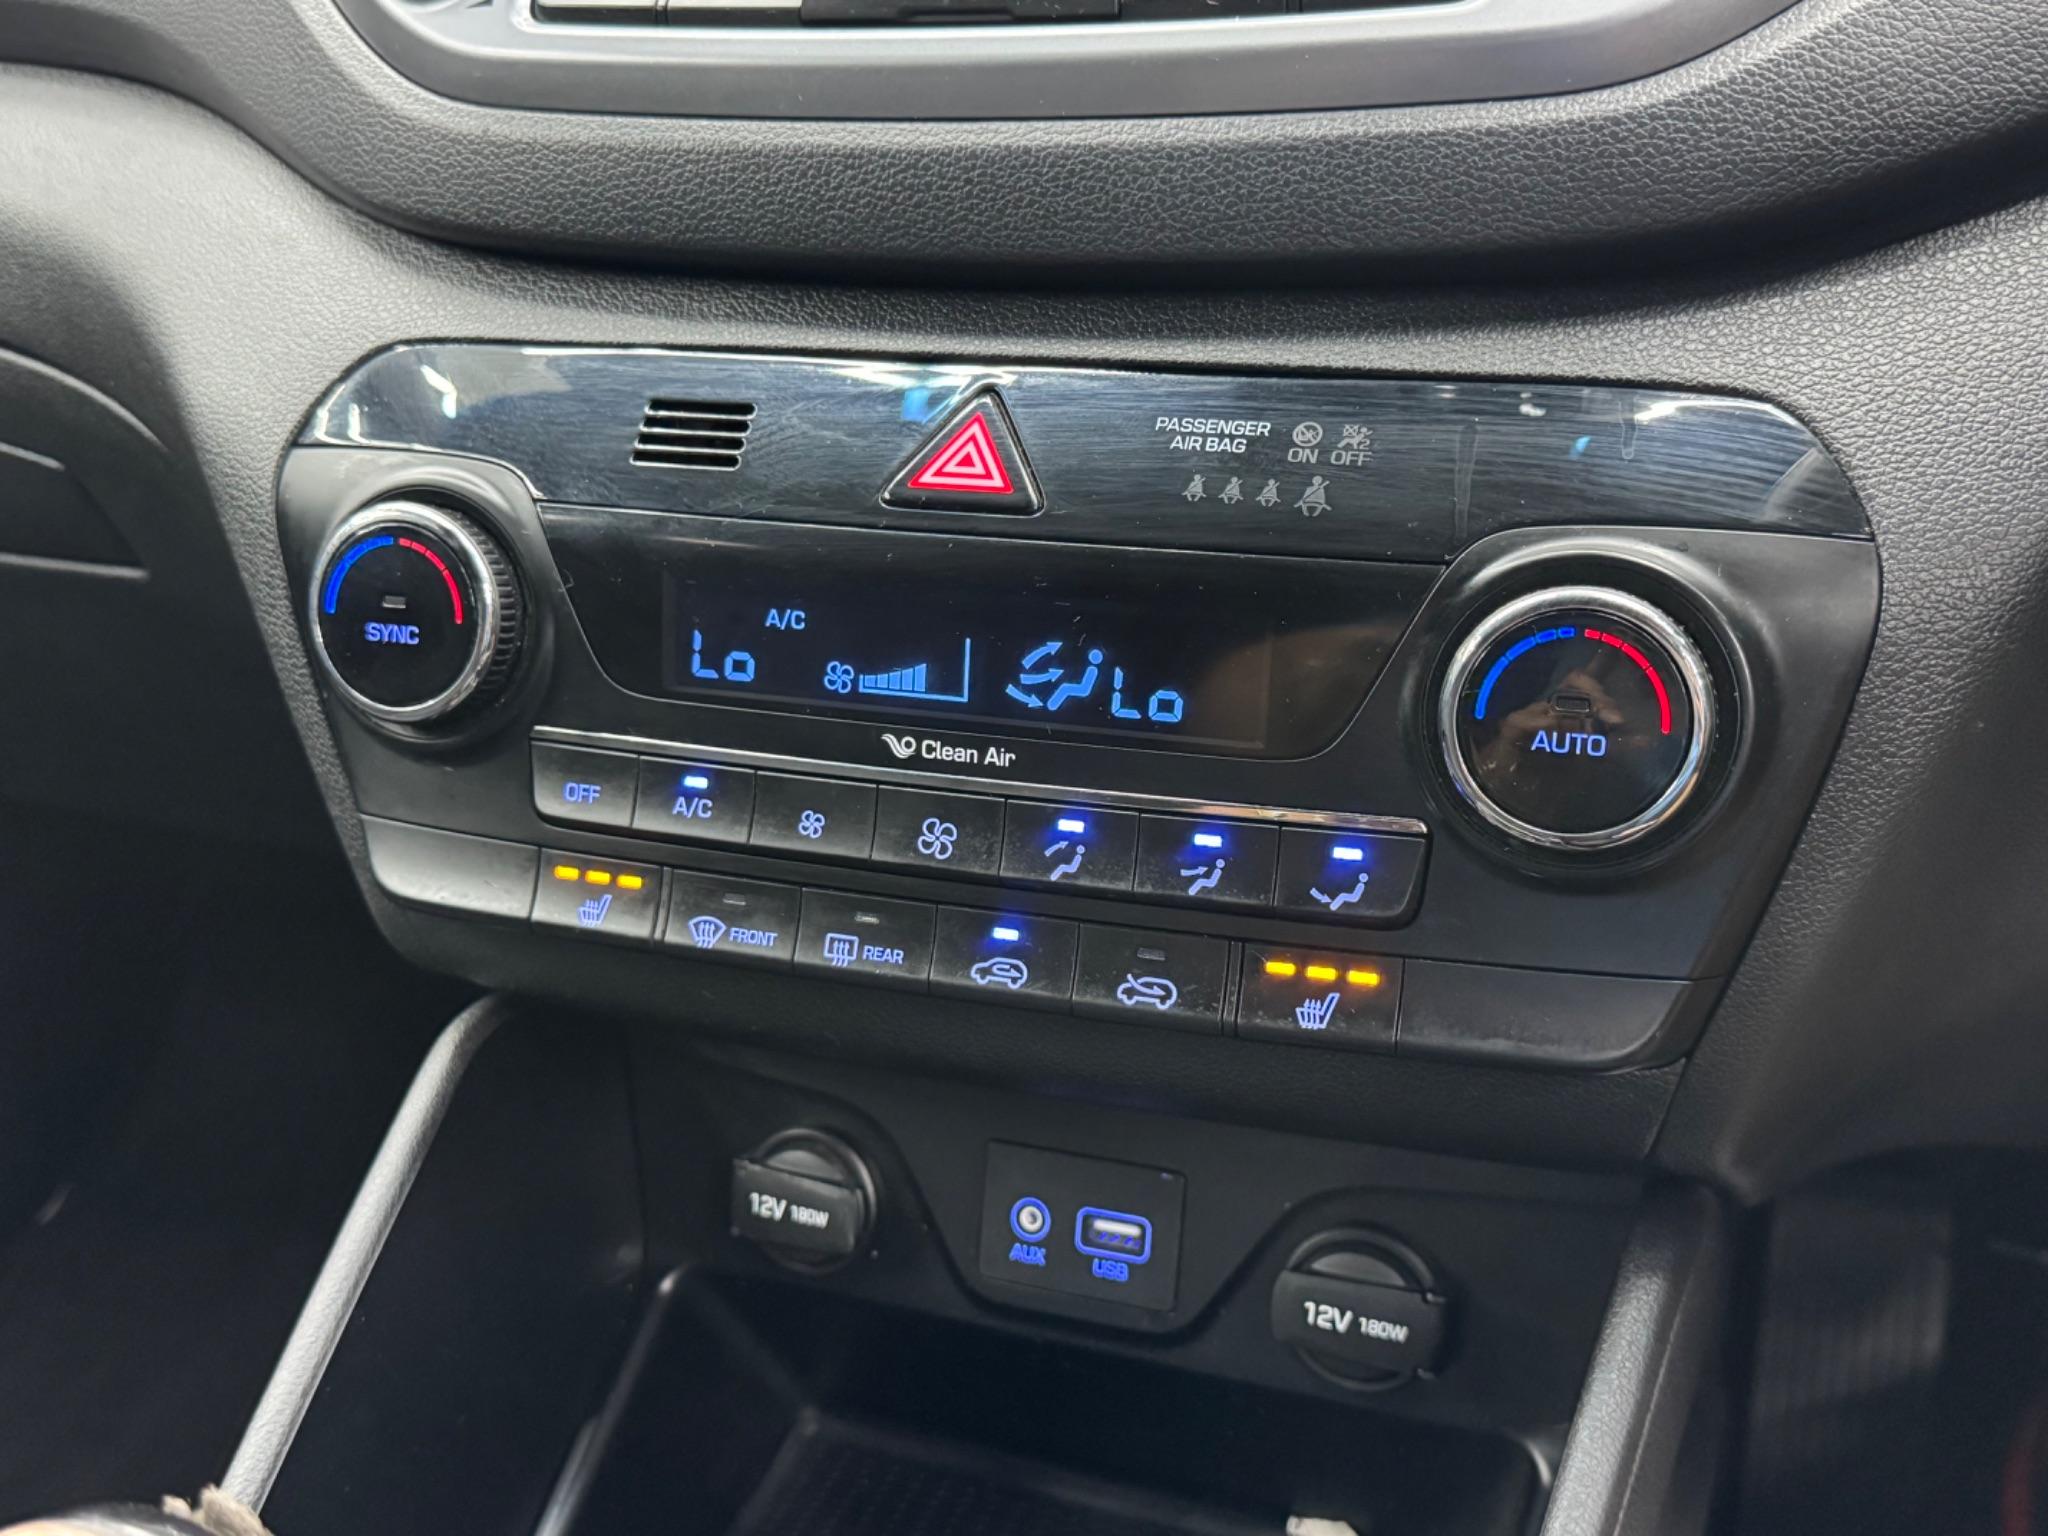 PASSENGER
AIR BAG
ON OFF
SYNC
A/C
Lo
Lo
AUTO
Clean Air
OFF
A/C
FRONT
REAR
12V 180W
AUX
USB
12V 180W